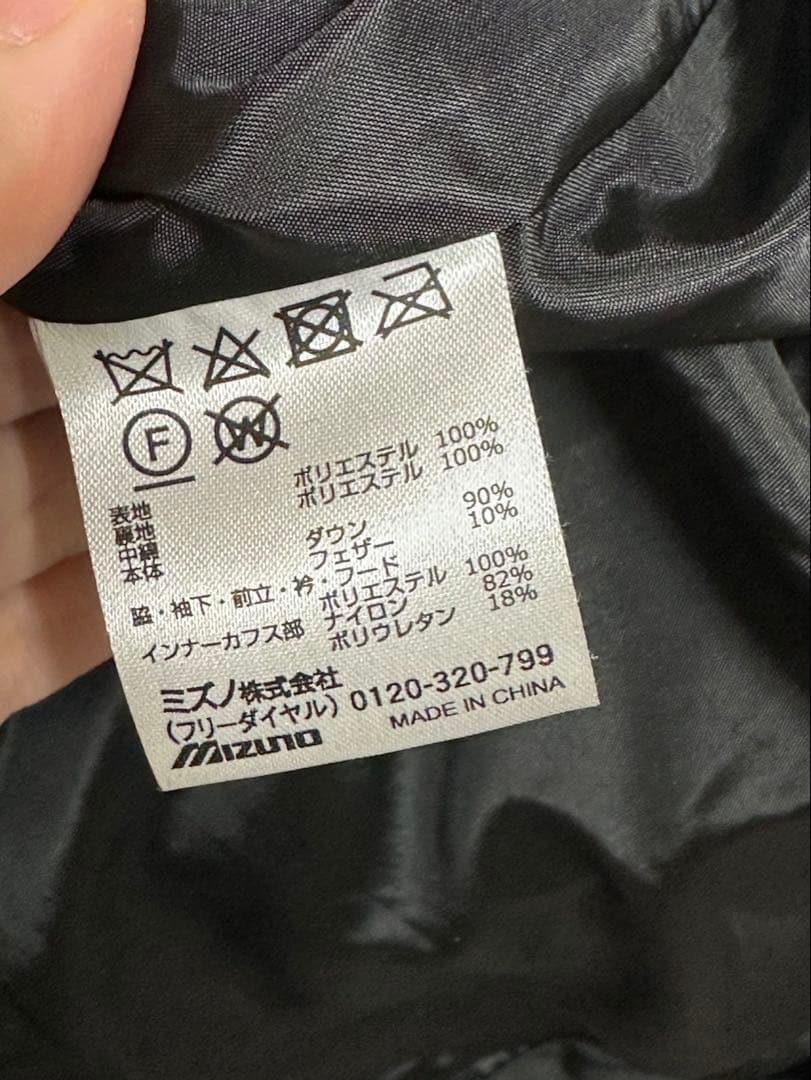 F W
表地 ポリエステル 100%
裏地 ポリエステル 100%
中綿
本体 ダウン 90%
フェザー 10%
脇・袖下・前立・衿・フード
ポリエステル 100%
インナーカフス部 ナイロン 82%
ポリウレタン 18%
ミズノ株式会社
(フリーダイヤル) 0120-320-799
MIZUNO MADE IN CHINA